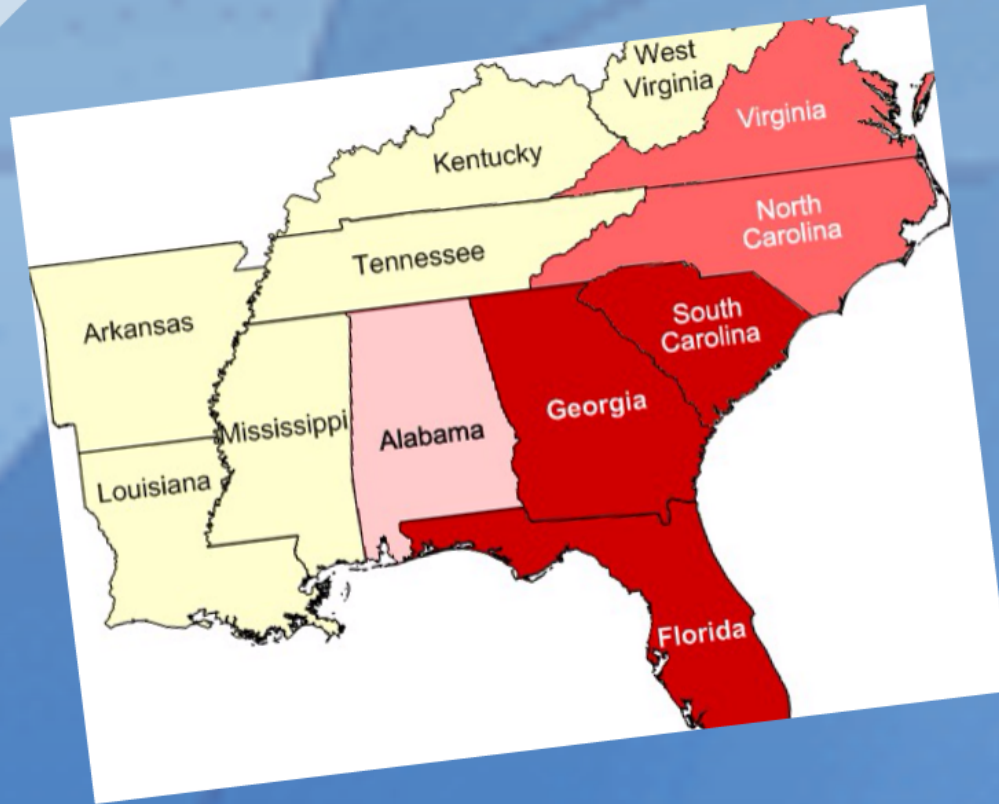 West
Virginia
Virginia
Kentucky
North
Carolina
Tennessee
South
Carolina
Arkansas
Georgia
Mississippi
Alabama
Louisiana
Florida